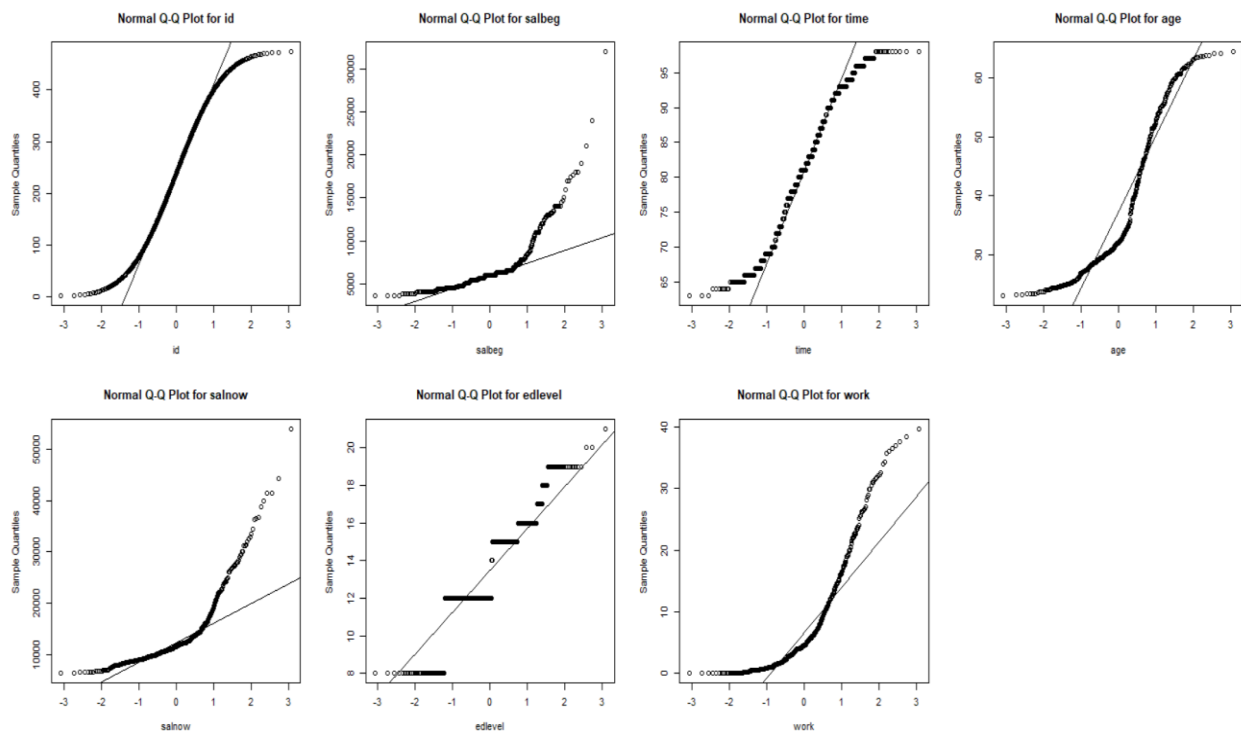 Normal Q-Q Plot for id
Sample Quantiles
400
300
200
100
0
-3 -2 -1 0 1 2 3
id
Normal Q-Q Plot for salbeg
Sample Quantiles
30000
25000
20000
15000
10000
5000
-3 -2 -1 0 1 2 3
salbeg
Normal Q-Q Plot for time
Sample Quantiles
95
90
85
80
75
70
65
-3 -2 -1 0 1 2 3
time
Normal Q-Q Plot for age
Sample Quantiles
60
50
40
30
-3 -2 -1 0 1 2 3
age
Normal Q-Q Plot for salnow
Sample Quantiles
50000
40000
30000
20000
10000
-3 -2 -1 0 1 2 3
salnow
Normal Q-Q Plot for edlevel
Sample Quantiles
20
18
16
14
12
10
8
-3 -2 -1 0 1 2 3
edlevel
Normal Q-Q Plot for work
Sample Quantiles
40
30
20
10
0
-3 -2 -1 0 1 2 3
work